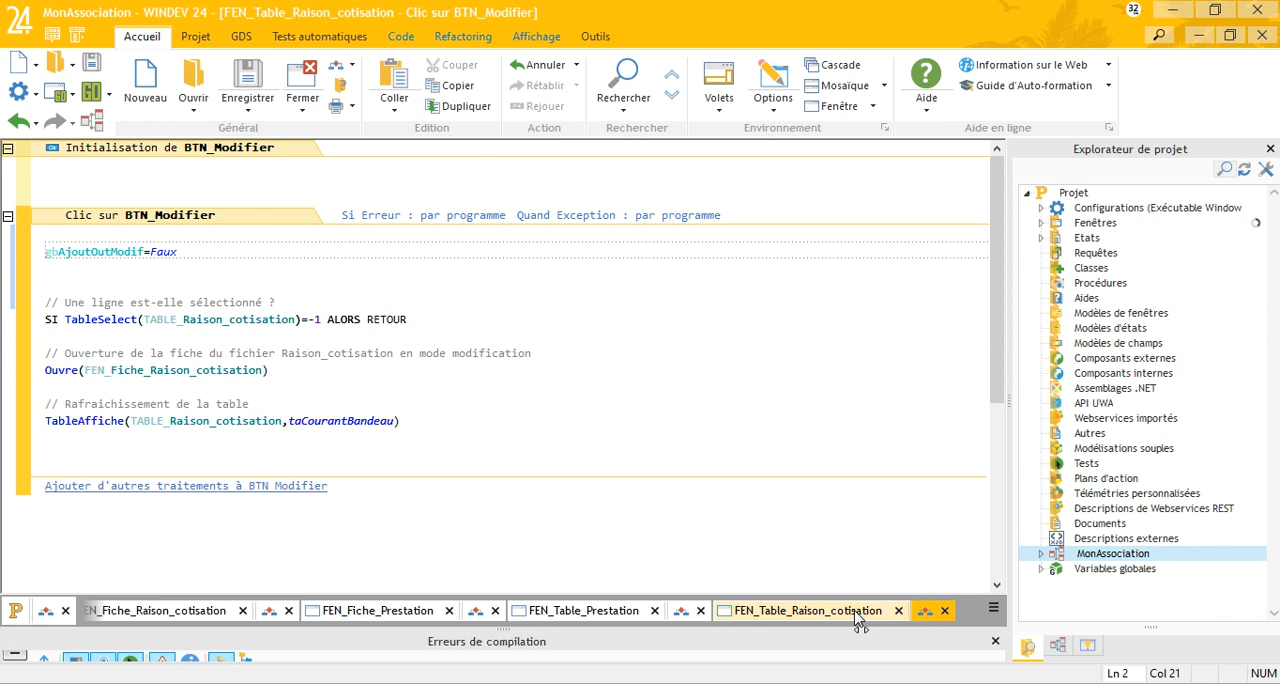 24
MonAssociation - WINDEV 24 - [FEN_Table_Raison_cotisation - Clic sur BTN_Modifier]
32
Accueil Projet GDS Tests automatiques Code Refactoring Affichage Outils
Nouveau Ouvrir Enregistrer Fermer
Général
Coller Couper
Copier
Dupliquer
Edition
Annuler
Rétablir
Rejouer
Action
Rechercher
Rechercher
Volets Options Cascade
Mosaïque
Fenêtre
Environnement
Aide Information sur le Web
Guide d'Auto-formation
Aide en ligne
Initialisation de BTN_Modifier
Clic sur BTN_Modifier Si Erreur : par programme Quand Exception : par programme
gbAjoutOutModif=Faux
// Une ligne est-elle sélectionné ?
SI TableSelect(TABLE_Raison_cotisation)=-1 ALORS RETOUR
// Ouverture de la fiche du fichier Raison_cotisation en mode modification
Ouvre(FEN_Fiche_Raison_cotisation)
// Rafraichissement de la table
TableAffiche(TABLE_Raison_cotisation,taCourantBandeau)
Ajouter d'autres traitements à BTN Modifier
EN_Fiche_Raison_cotisation FEN_Fiche_Prestation FEN_Table_Prestation FEN_Table_Raison_cotisation
Erreurs de compilation
Explorateur de projet
Projet
Configurations (Exécutable Window
Fenêtres
Etats
Requêtes
Classes
Procédures
Aides
Modèles de fenêtres
Modèles d'états
Modèles de champs
Composants externes
Composants internes
Assemblages .NET
API UWA
Webservices importés
Autres
Modélisations souples
Tests
Plans d'action
Télémétries personnalisées
Descriptions de Webservices REST
Documents
Descriptions externes
MonAssociation
Variables globales
Ln 2 Col 21 NUM